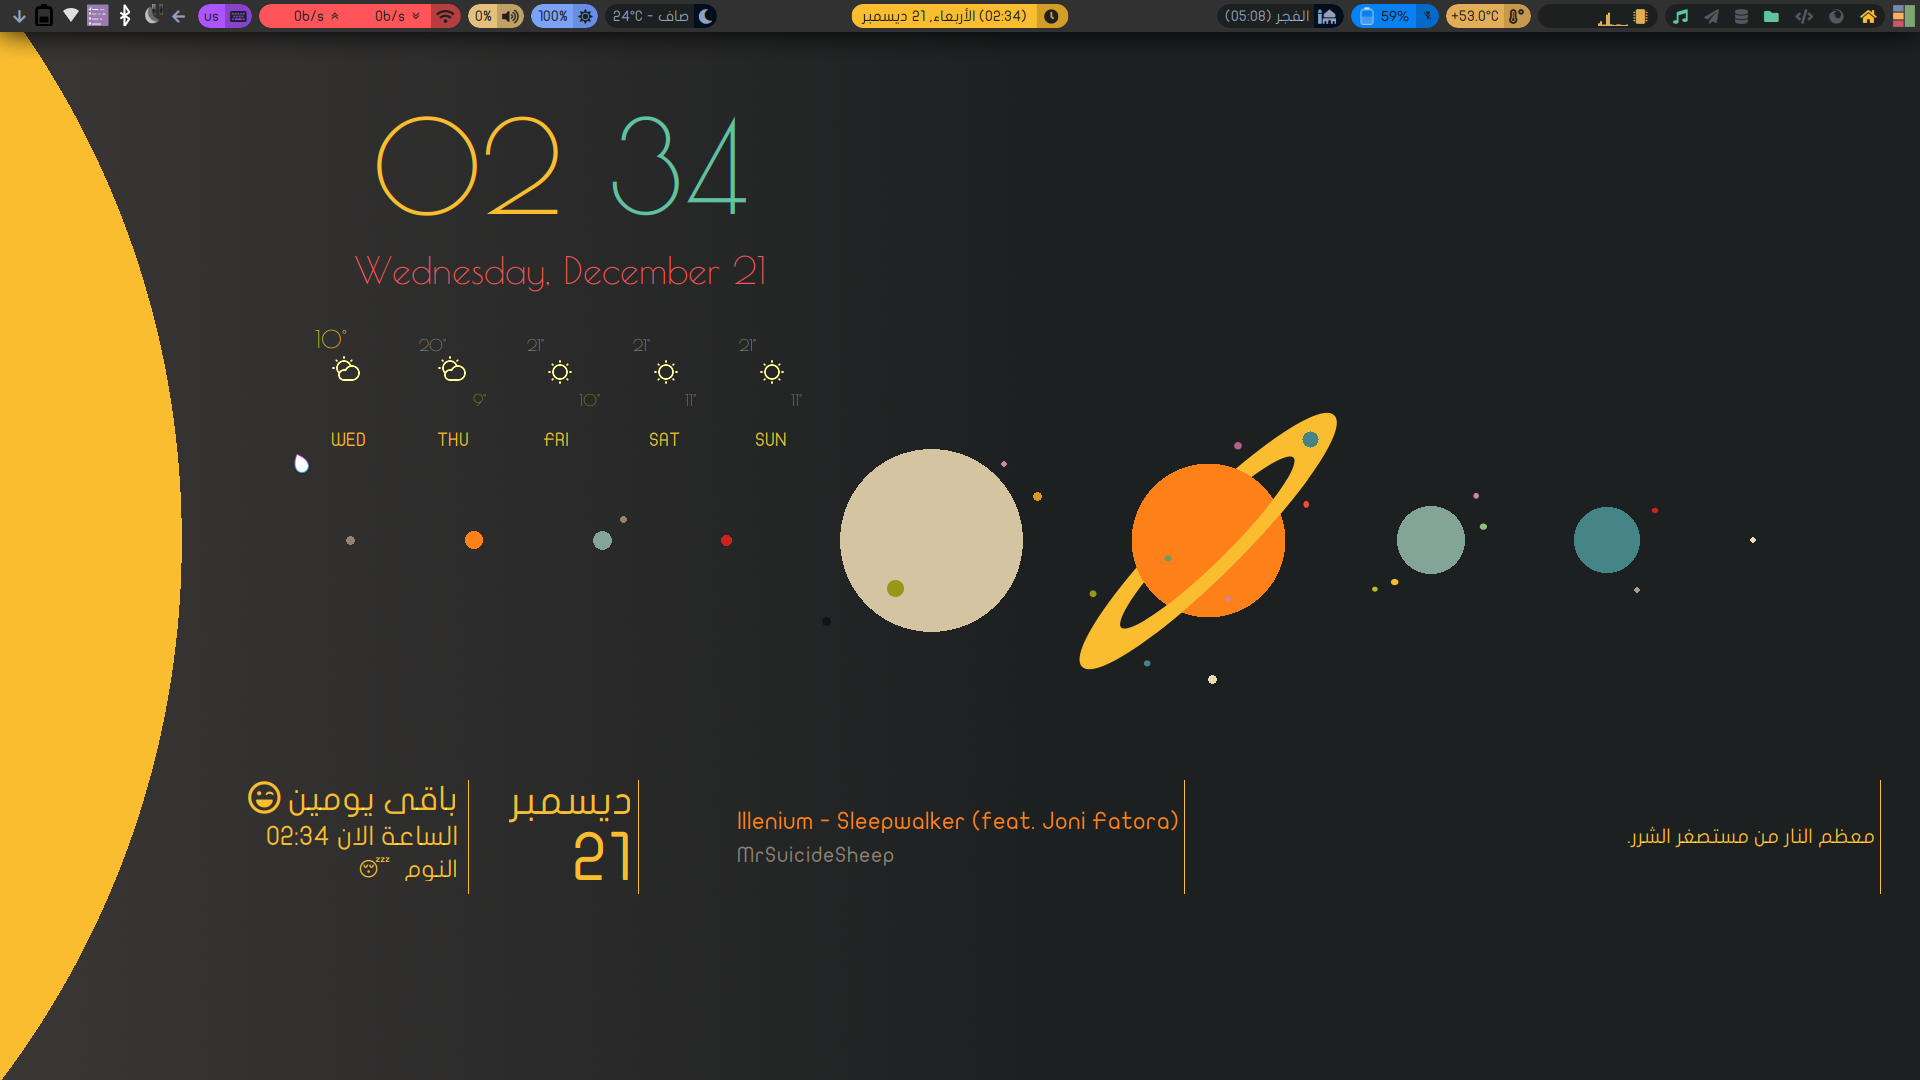 us
0b/s 0b/s
0%
100%
24°C - صاف
(02:34) الأربعاء, 21 ديسمبر
الفجر (05:08)
59%
+53.0°C
02 34
Wednesday, December 21
10° 20° 21° 21° 21°
9° 10° 11° 11°
WED THU FRI SAT SUN
باقى يومين
الساعة الان 02:34
النوم
ديسمبر
21
Illenium - Sleepwalker (feat. Joni Fatora)
MrSuicideSheep
معظم النار من مستصغر الشرر.